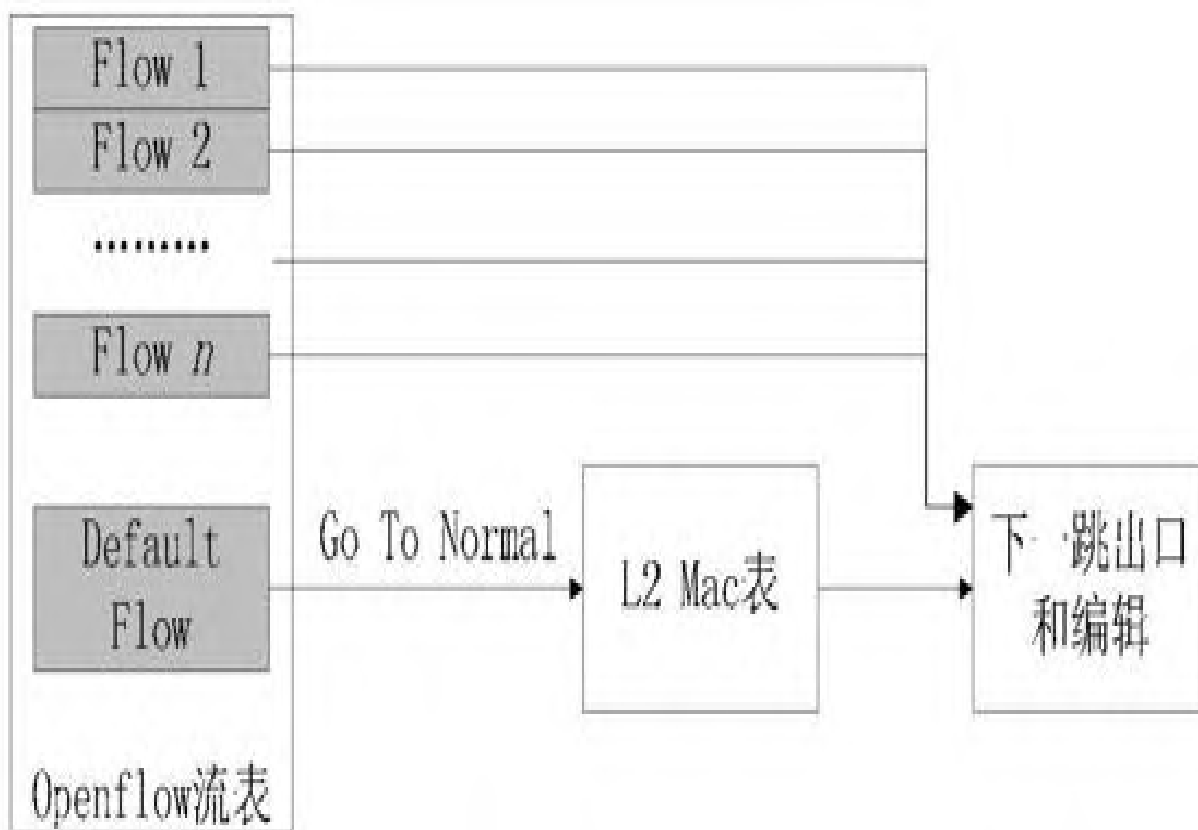 Flow 1
Flow 2
·········
Flow n
Default
Flow
Openflow流表
Go To Normal
L2 Mac表
下一跳出口
和编辑